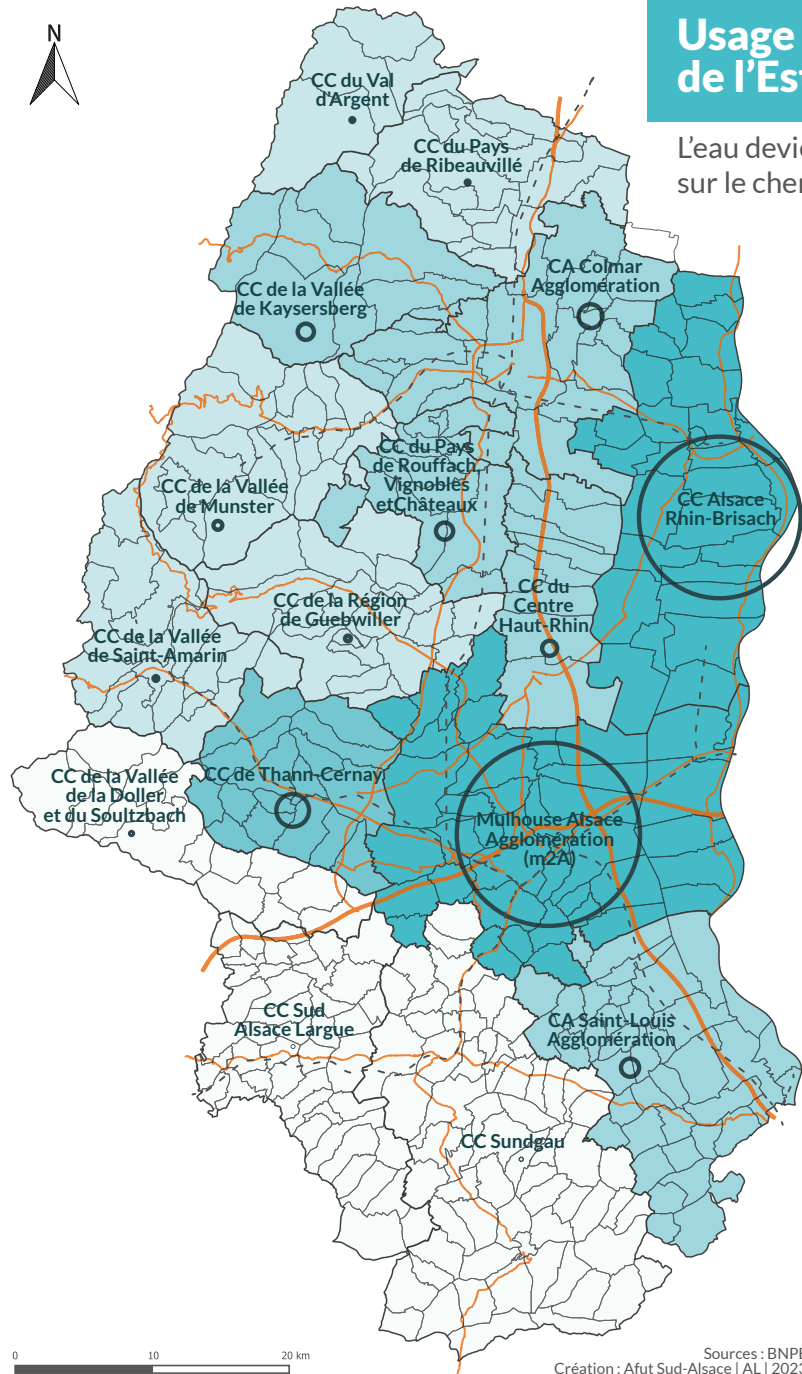 N
Usage
de l'Est
L'eau devie
sur le cher
CC du Val
d'Argent
CC du Pays
de Ribeauvillé
CA Colmar
Agglomération
CC de la Vallée
de Kaysersberg
CC du Pays
de Rouffach,
Vignobles
etChâteaux
CC de la Vallée
de Munster
CC Alsace
Rhin-Brisach
CC du
Centre
Haut-Rhin
CC de la Région
de Guebwiller
CC de la Vallée
de Saint-Amarin
CC de la Vallée
de la Doller
et du Soultzbach
CC de Thann-Cernay
Mulhouse Alsace
Agglomération
(m2A)
CC Sud
Alsace Largue
CA Saint-Louis
Agglomération
CC Sundgau
0 10 20 km
Sources : BNPE
Création : Afut Sud-Alsace | AL | 2023